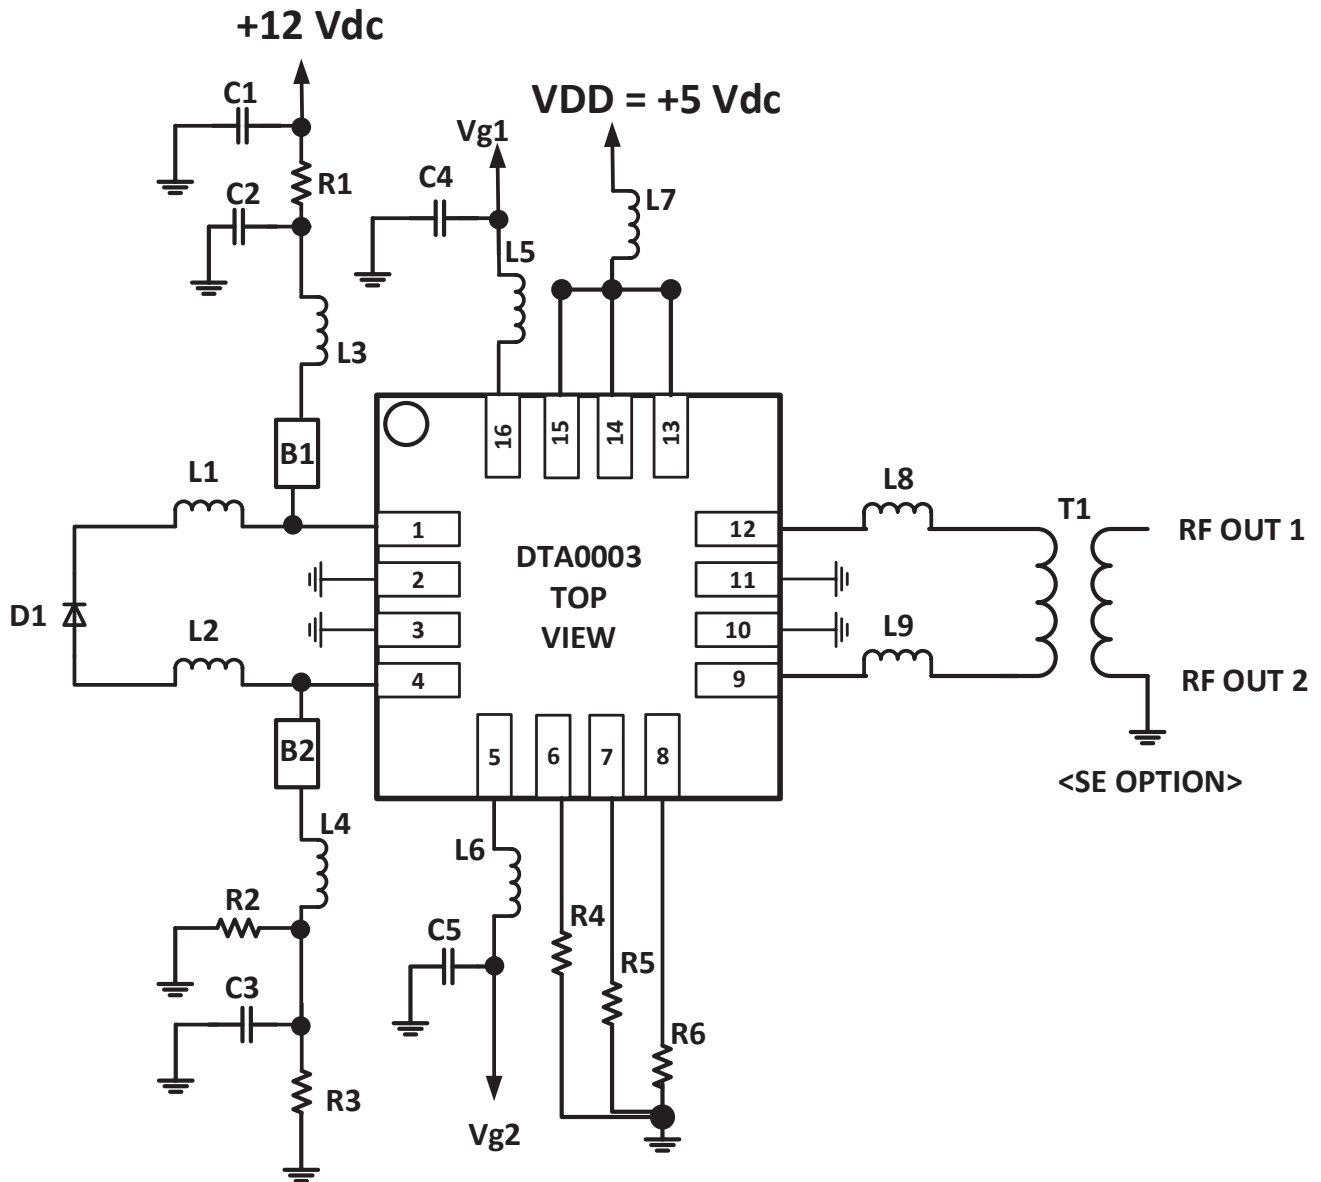 +12 Vdc
C1
VDD = +5 Vdc
Vg1
C4
R1
C2
L7
L5
L3
B1
16
15
14
13
L1
L8
T1
1
12
RF OUT 1
DTA0003
TOP
VIEW
2
11
D1
L2
3
10
L9
4
9
RF OUT 2
B2
5
6
7
8
<SE OPTION>
L4
L6
R2
R4
C5
R5
C3
R6
R3
Vg2